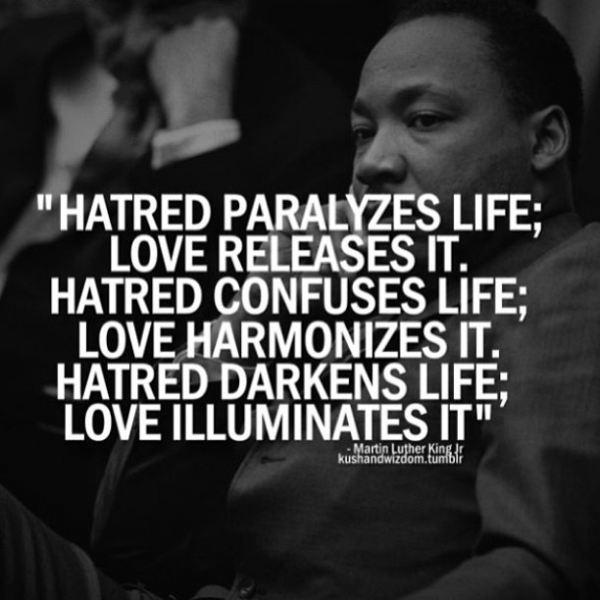 "HATRED PARALYZES LIFE;
LOVE RELEASES IT.
HATRED CONFUSES LIFE;
LOVE HARMONIZES IT.
HATRED DARKENS LIFE;
LOVE ILLUMINATES IT"
- Martin Luther King Jr
kushandwizdom.tumblr